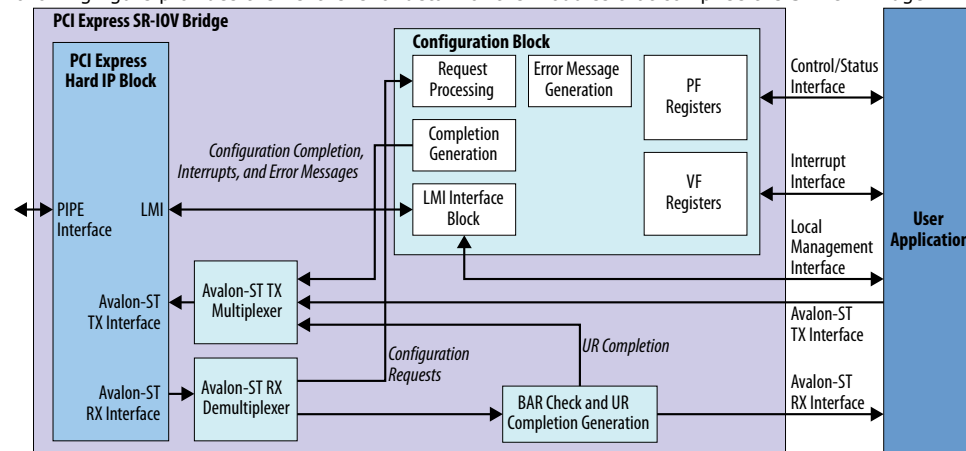 PCI Express SR-IOV Bridge
PCI Express
Hard IP Block
Configuration Block
Request
Processing
Error Message
Generation
PF
Registers
Control/Status
Interface
Completion
Generation
Configuration Completion,
Interrupts, and Error Messages
VF
Registers
Interrupt
Interface
LMI Interface
Block
PIPE
Interface
LMI
User
Application
Local
Management
Interface
Avalon-ST
TX Interface
Avalon-ST TX
Multiplexer
Avalon-ST
TX Interface
UR Completion
Configuration
Requests
Avalon-ST
RX Interface
Avalon-ST RX
Demultiplexer
BAR Check and UR
Completion Generation
Avalon-ST
RX Interface